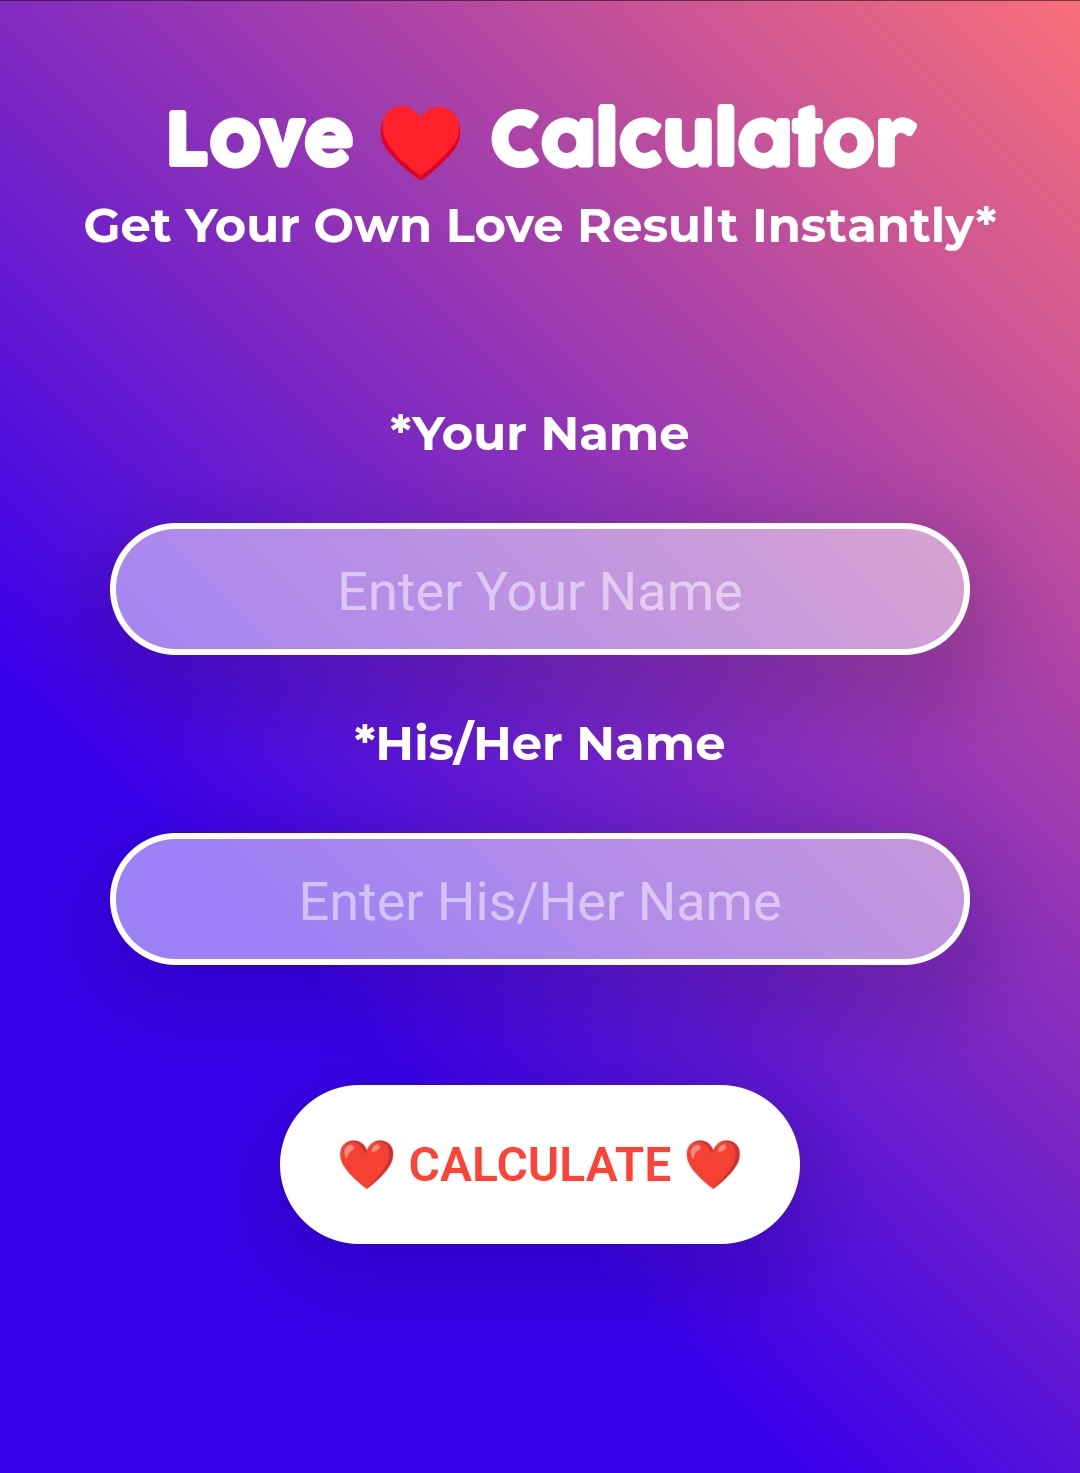 Love ❤️ Calculator
Get Your Own Love Result Instantly*
*Your Name
Enter Your Name
*His/Her Name
Enter His/Her Name
❤️ CALCULATE ❤️